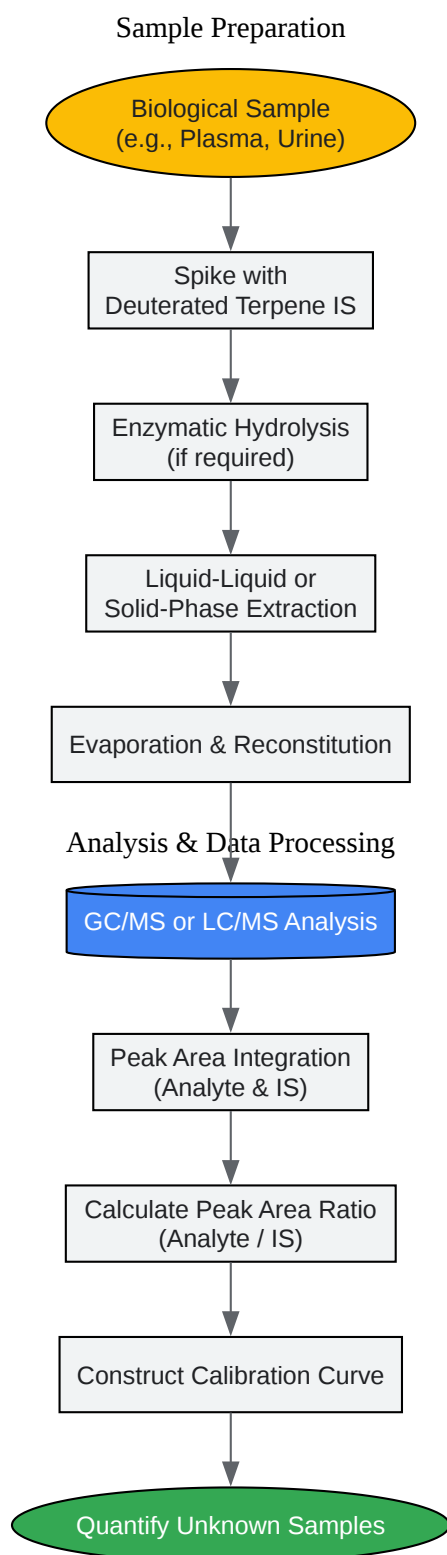 Sample Preparation
Biological Sample
(e.g., Plasma, Urine)
Spike with
Deuterated Terpene IS
Enzymatic Hydrolysis
(if required)
Liquid-Liquid or
Solid-Phase Extraction
Evaporation & Reconstitution
Analysis & Data Processing
GC/MS or LC/MS Analysis
Peak Area Integration
(Analyte & IS)
Calculate Peak Area Ratio
(Analyte / IS)
Construct Calibration Curve
Quantify Unknown Samples